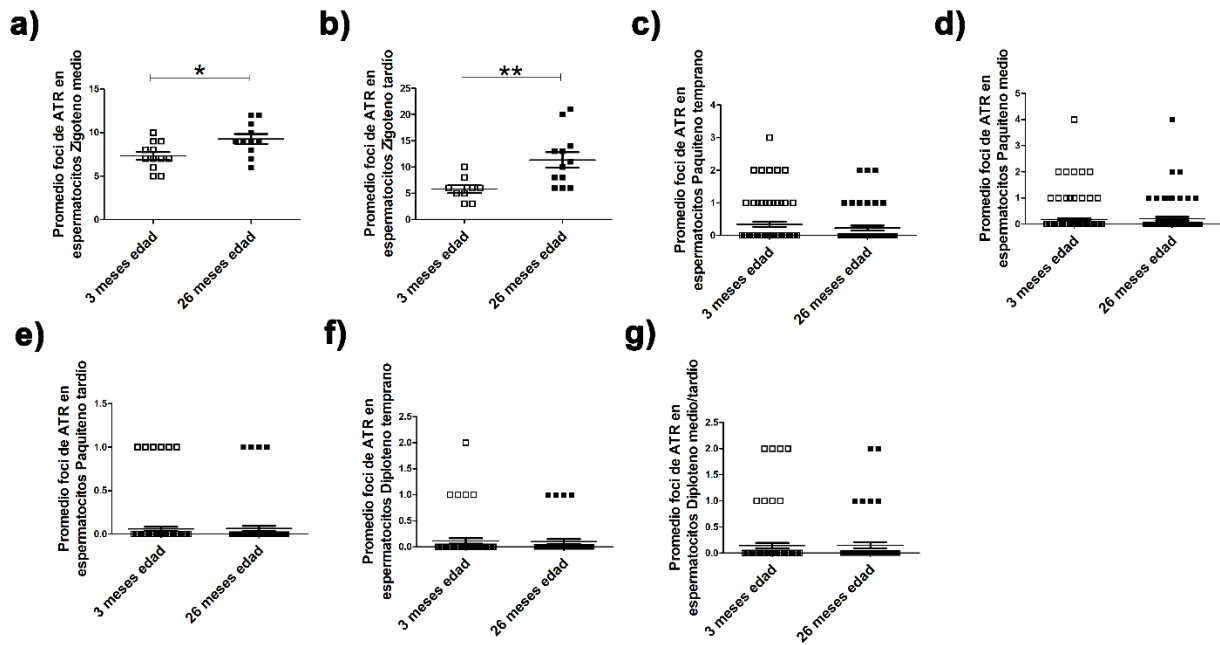 a)
Promedio foci de ATR en
espermatocitos Zigoteno medio
*
15
10
5
0
3 meses edad
26 meses edad
b)
Promedio foci de ATR en
espermatocitos Zigoteno tardío
**
25
20
15
10
5
0
3 meses edad
26 meses edad
c)
Promedio foci de ATR en
espermatocitos Paquiteno temprano
4
3
2
1
0
3 meses edad
26 meses edad
d)
Promedio foci de ATR en
espermatocitos Paquiteno medio
5
4
3
2
1
0
3 meses edad
26 meses edad
e)
Promedio foci de ATR en
espermatocitos Paquiteno tardío
1.5
1.0
0.5
0.0
3 meses edad
26 meses edad
f)
Promedio foci de ATR en
espermatocitos Diploteno temprano
2.5
2.0
1.5
1.0
0.5
0.0
3 meses edad
26 meses edad
g)
Promedio foci de ATR en
espermatocitos Diploteno medio/tardío
2.5
2.0
1.5
1.0
0.5
0.0
3 meses edad
26 meses edad